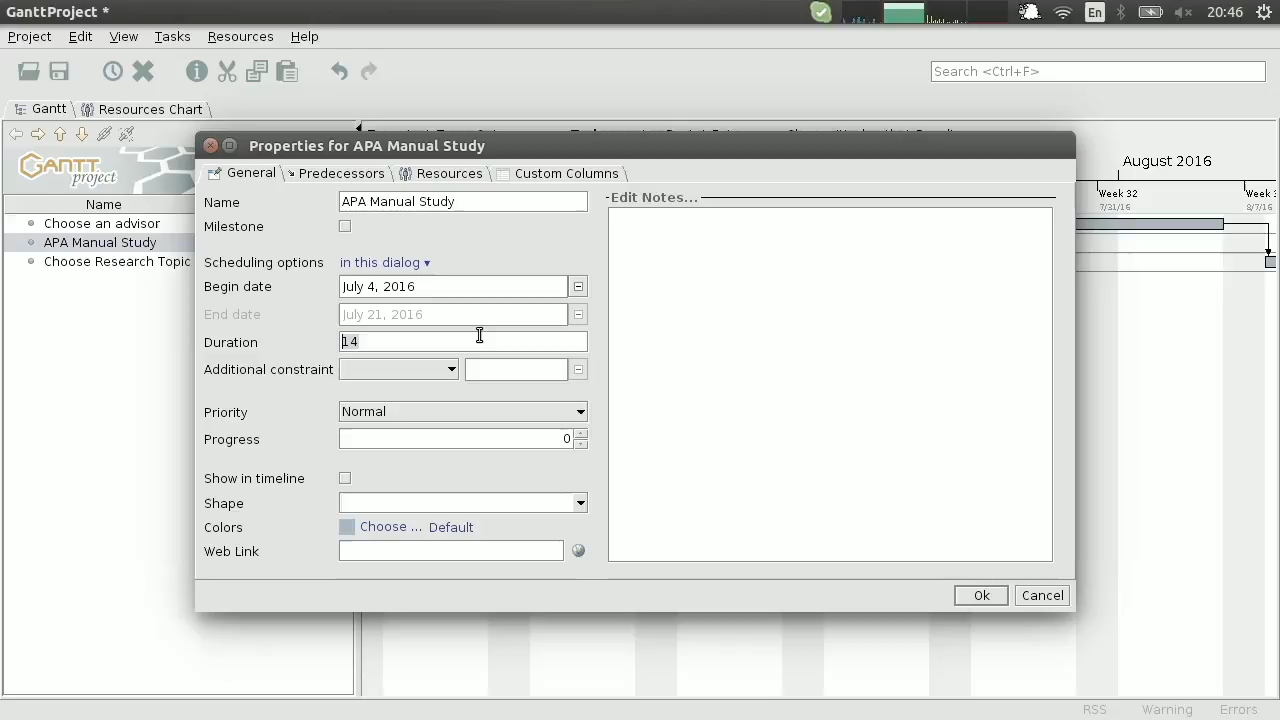 GanttProject *
En
20:46
Project Edit View Tasks Resources Help
Search <Ctrl+F>
Gantt Resources Chart
GANTT
project
Name
Choose an advisor
APA Manual Study
Choose Research Topic
August 2016
Week 32
7/31/16
8/7/16
Properties for APA Manual Study
General Predecessors Resources Custom Columns
Name APA Manual Study
Milestone
Scheduling options in this dialog ▾
Begin date July 4, 2016
End date July 21, 2016
Duration 14
Additional constraint
Priority Normal
Progress 0
Show in timeline
Shape
Colors Choose ... Default
Web Link
Edit Notes...
Ok Cancel
RSS Warning Errors